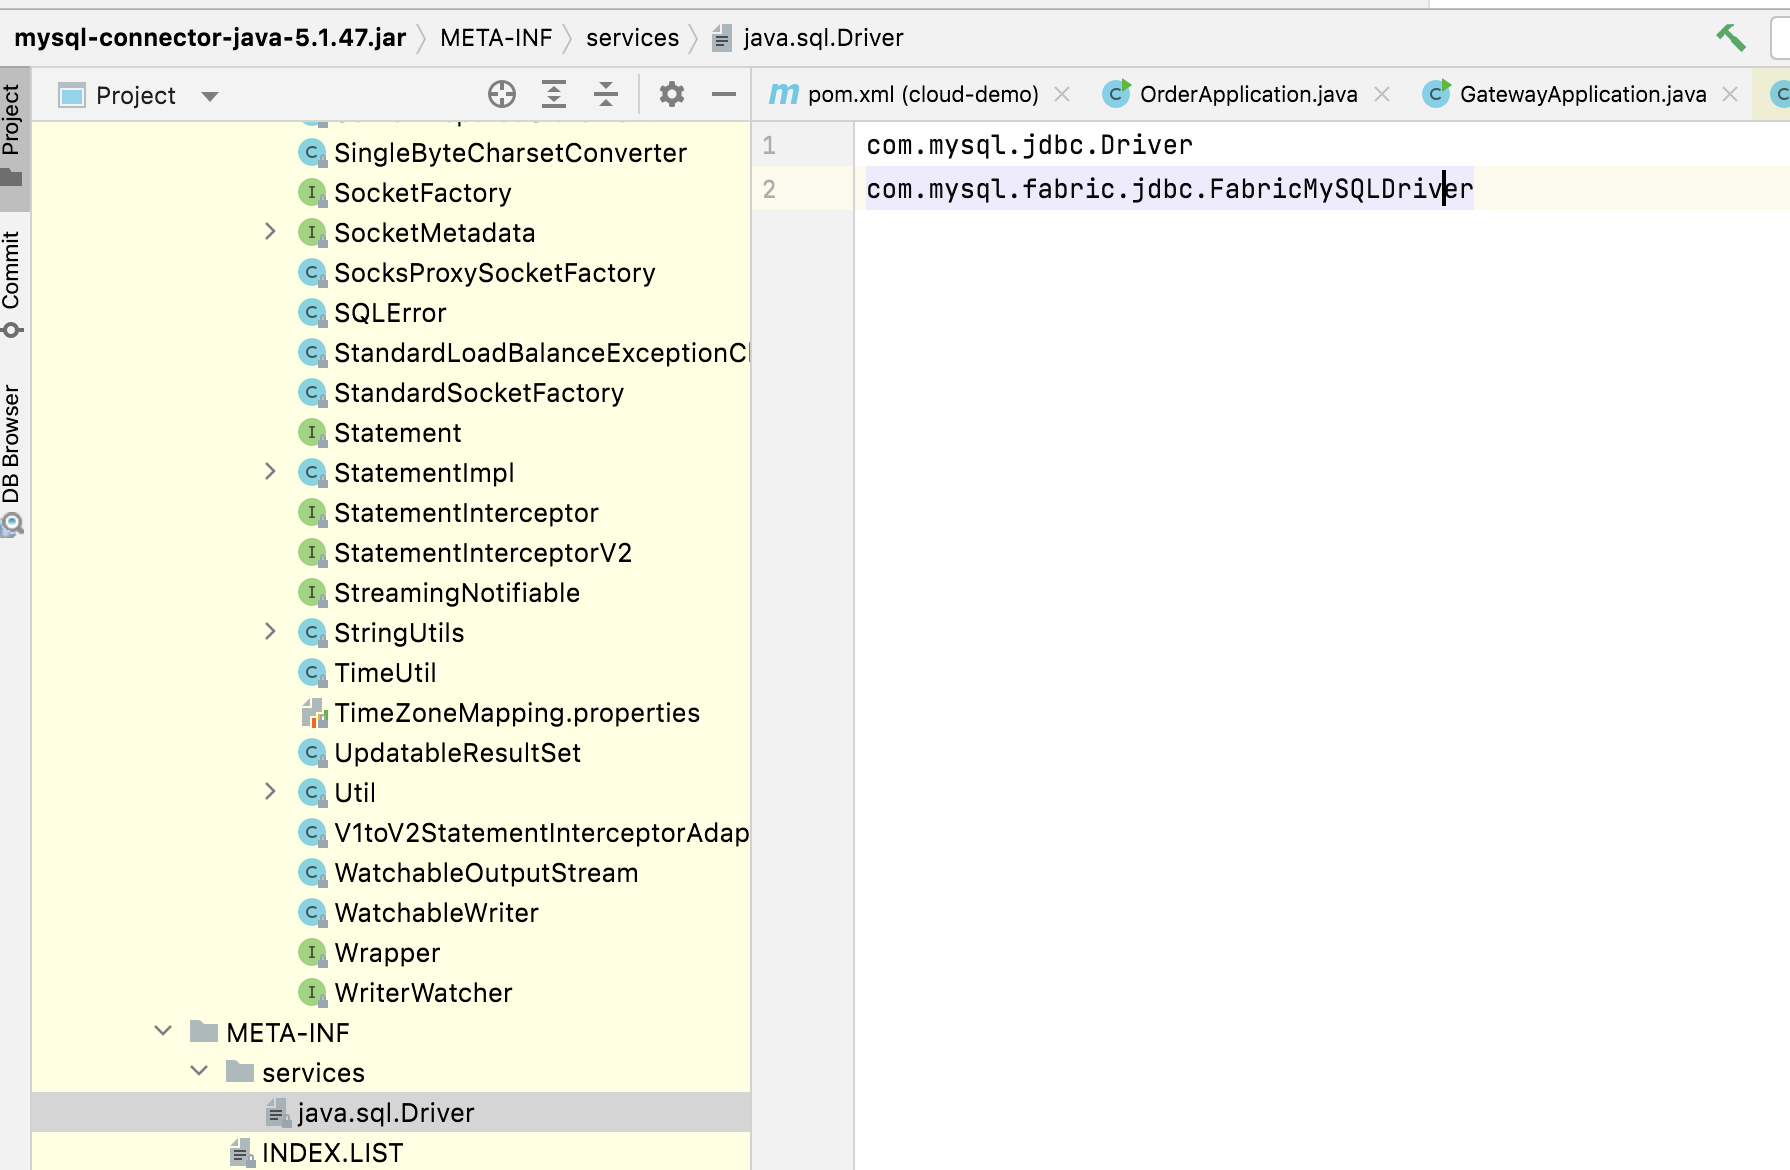 mysql-connector-java-5.1.47.jar META-INF services java.sql.Driver
Project
Commit
DB Browser
Project
SingleByteCharsetConverter
SocketFactory
SocketMetadata
SocksProxySocketFactory
SQLError
StandardLoadBalanceExceptionC
StandardSocketFactory
Statement
StatementImpl
StatementInterceptor
StatementInterceptorV2
StreamingNotifiable
StringUtils
TimeUtil
TimeZoneMapping.properties
UpdatableResultSet
Util
V1toV2StatementInterceptorAdap
WatchableOutputStream
WatchableWriter
Wrapper
WriterWatcher
META-INF
services
java.sql.Driver
INDEX.LIST
pom.xml (cloud-demo) OrderApplication.java GatewayApplication.java
1 com.mysql.jdbc.Driver
2 com.mysql.fabric.jdbc.FabricMySQLDriver